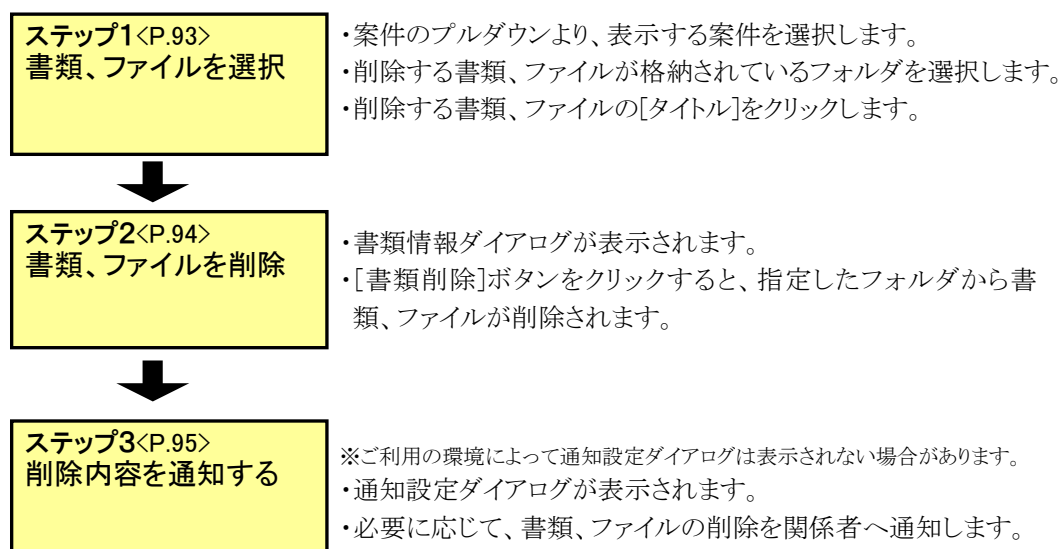 ステップ1<P.93>
書類、ファイルを選択
・案件のプルダウンより、表示する案件を選択します。
・削除する書類、ファイルが格納されているフォルダを選択します。
・削除する書類、ファイルの[タイトル]をクリックします。
ステップ2<P.94>
書類、ファイルを削除
・書類情報ダイアログが表示されます。
・[書類削除]ボタンをクリックすると、指定したフォルダから書
類、ファイルが削除されます。
ステップ3<P.95>
削除内容を通知する
※ご利用の環境によって通知設定ダイアログは表示されない場合があります。
・通知設定ダイアログが表示されます。
・必要に応じて、書類、ファイルの削除を関係者へ通知します。